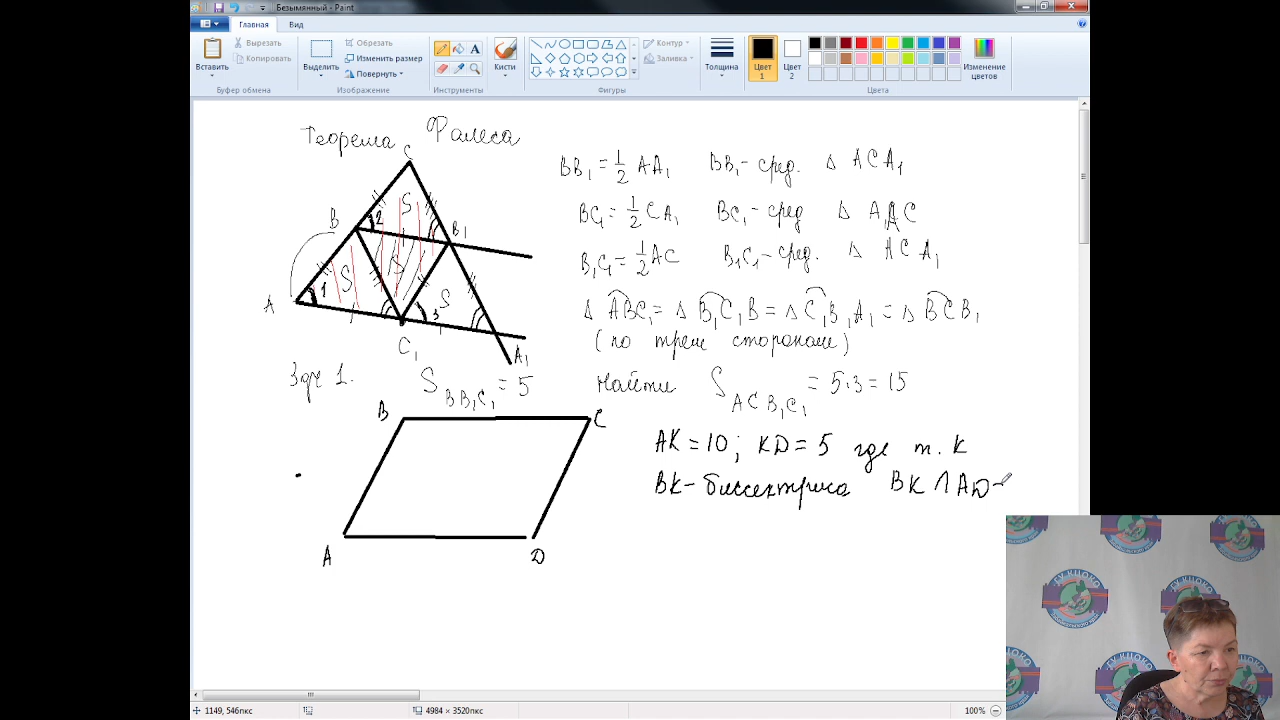 Безымянный - Paint
Главная Вид
Вставить
Вырезать
Копировать
Буфер обмена
Выделить
Обрезать
Изменить размер
Повернуть
Изображение
Инструменты
Кисти
Контур
Заливка
Фигуры
Толщина
Цвет 1
Цвет 2
Изменение цветов
Цвета
Теорема Фалеса
C
B 2 S B₁
S S S
A 1 3
C₁ A₁
BB₁ = 1/2 AA₁ BB₁ - сред. Δ ACA₁
BC₁ = 1/2 CA₁ BC₁ - сред Δ A₁AC
B₁C₁ = 1/2 AC B₁C₁ - сред. Δ ACA₁
Δ ABC₁ = Δ B₁C₁B = Δ C₁B₁A₁ = Δ BCB₁
(по трем сторонам)
Здч 1. S BB₁C₁ = 5 Найти S ACB₁C₁ = 5·3 = 15
B C
A D
AK = 10; KD = 5 где т. K
BK - биссектриса BK ∩ AD -
ГУ КЦОКО
1149, 546пкс 4984 × 3520пкс 100%